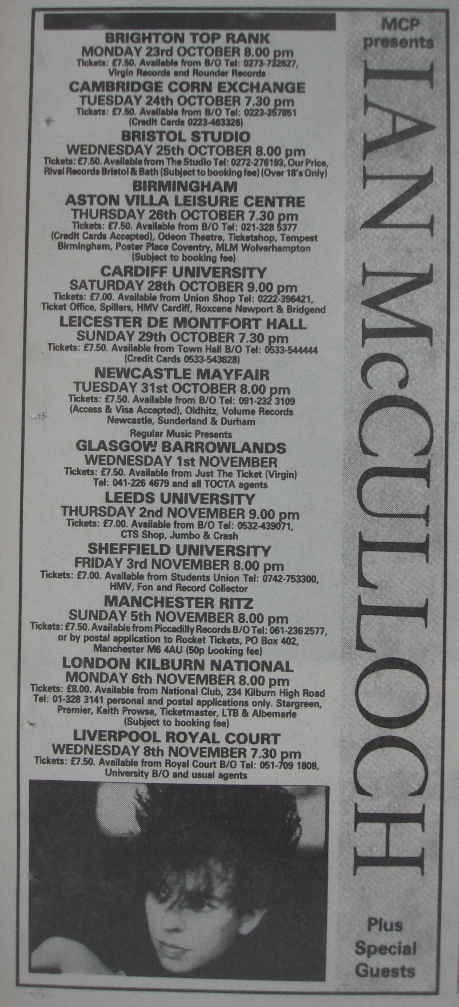 MCP
presents
IAN McCULLOCH
Plus
Special
Guests
BRIGHTON TOP RANK
MONDAY 23rd OCTOBER 8.00 pm
Tickets: £7.50. Available from B/O Tel: 0273-732627,
Virgin Records and Rounder Records
CAMBRIDGE CORN EXCHANGE
TUESDAY 24th OCTOBER 7.30 pm
Tickets: £7.50. Available from B/O Tel: 0223-357851
(Credit Cards 0223-463326)
BRISTOL STUDIO
WEDNESDAY 25th OCTOBER 8.00 pm
Tickets: £7.50. Available from The Studio Tel: 0272-276193, Our Price,
Rival Records Bristol & Bath (Subject to booking fee) (Over 18's Only)
BIRMINGHAM
ASTON VILLA LEISURE CENTRE
THURSDAY 26th OCTOBER 7.30 pm
Tickets: £7.50. Available from B/O Tel: 021-328 5377
(Credit Cards Accepted), Odeon Theatre, Ticketshop, Tempest
Birmingham, Poster Place Coventry, MLM Wolverhampton
(Subject to booking fee)
CARDIFF UNIVERSITY
SATURDAY 28th OCTOBER 9.00 pm
Tickets: £7.00. Available from Union Shop Tel: 0222-396421,
Ticket Office, Spillers, HMV Cardiff, Roxcene Newport & Bridgend
LEICESTER DE MONTFORT HALL
SUNDAY 29th OCTOBER 7.30 pm
Tickets: £7.50. Available from Town Hall B/O Tel: 0533-544444
(Credit Cards 0533-543628)
NEWCASTLE MAYFAIR
TUESDAY 31st OCTOBER 8.00 pm
Tickets: £7.50. Available from B/O Tel: 091-232 3109
(Access & Visa Accepted), Oldhitz, Volume Records
Newcastle, Sunderland & Durham
Regular Music Presents
GLASGOW BARROWLANDS
WEDNESDAY 1st NOVEMBER
Tickets: £7.50. Available from Just The Ticket (Virgin)
Tel: 041-226 4679 and all TOCTA agents
LEEDS UNIVERSITY
THURSDAY 2nd NOVEMBER 9.00 pm
Tickets: £7.00. Available from B/O Tel: 0532-439071,
CTS Shop, Jumbo & Crash
SHEFFIELD UNIVERSITY
FRIDAY 3rd NOVEMBER 8.00 pm
Tickets: £7.00. Available from Students Union Tel: 0742-753300,
HMV, Fon and Record Collector
MANCHESTER RITZ
SUNDAY 5th NOVEMBER 8.00 pm
Tickets: £7.50. Available from Piccadilly Records B/O Tel: 061-236 2577,
or by postal application to Rocket Tickets, PO Box 402,
Manchester M6 4AU (50p Looking fee)
LONDON KILBURN NATIONAL
MONDAY 6th NOVEMBER 8.00 pm
Tickets: £8.00. Available from National Club, 234 Kilburn High Road
Tel: 01-328 3141 personal and postal applications only. Stargreen,
Premier, Keith Prowse, Ticketmaster, LTB & Albemarle
(Subject to booking fee)
LIVERPOOL ROYAL COURT
WEDNESDAY 8th NOVEMBER 7.30 pm
Tickets: £7.50. Available from Royal Court B/O Tel: 051-709 1808,
University B/O and usual agents